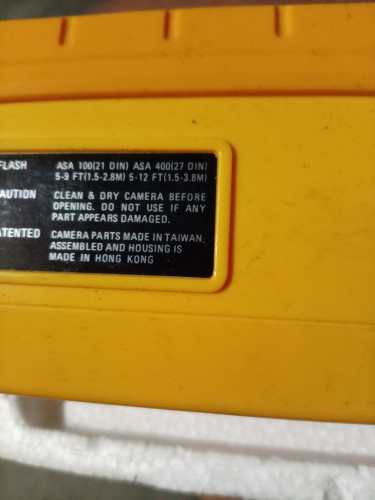 FLASH ASA 100(21 DIN) ASA 400(27 DIN)
5-9 FT(1.5-2.8M) 5-12 FT(1.5-3.8M)
AUTION CLEAN & DRY CAMERA BEFORE
OPENING. DO NOT USE IF ANY
PART APPEARS DAMAGED.
ATENTED CAMERA PARTS MADE IN TAIWAN,
ASSEMBLED AND HOUSING IS
MADE IN HONG KONG